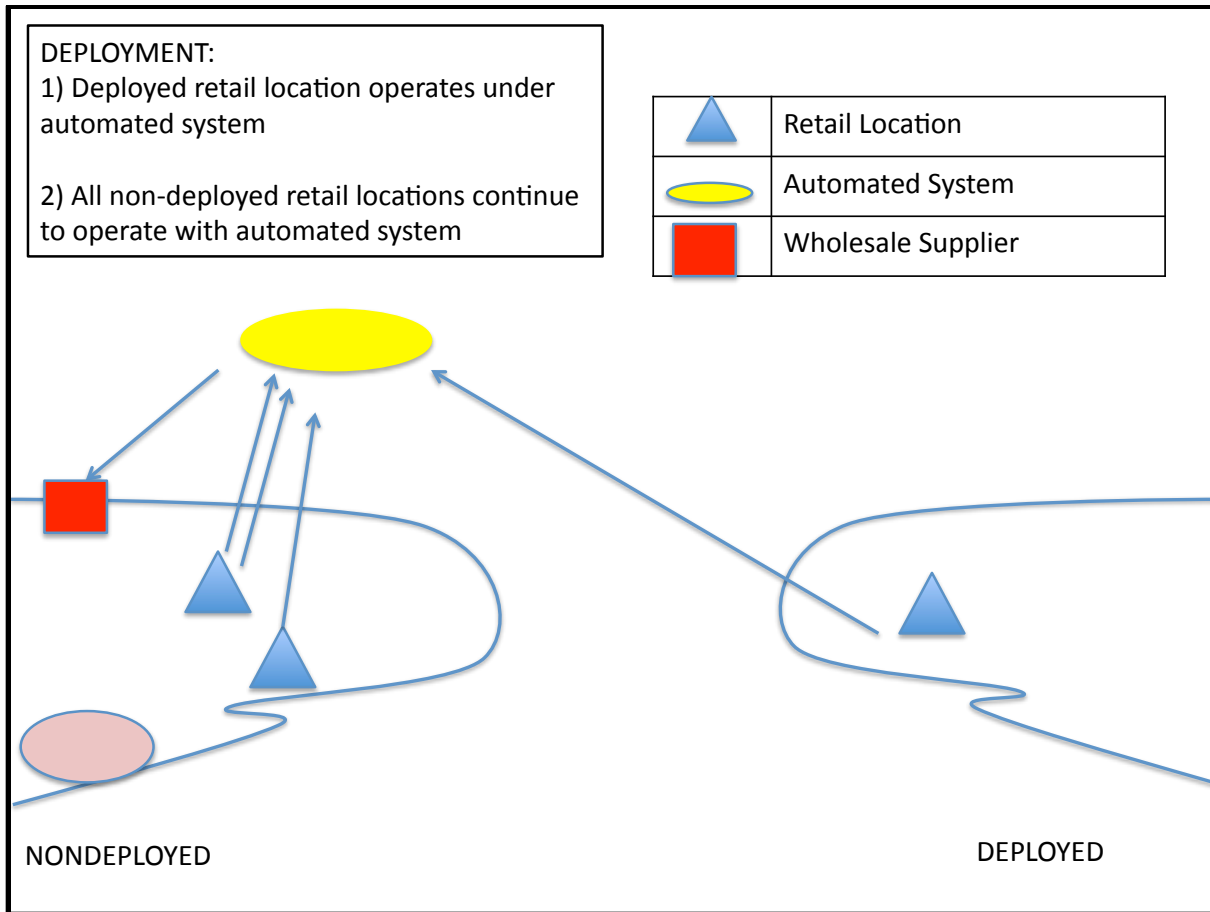 DEPLOYMENT:
1) Deployed retail location operates under
automated system
2) All non-deployed retail locations continue
to operate with automated system
Retail Location
Automated System
Wholesale Supplier
NONDEPLOYED
DEPLOYED